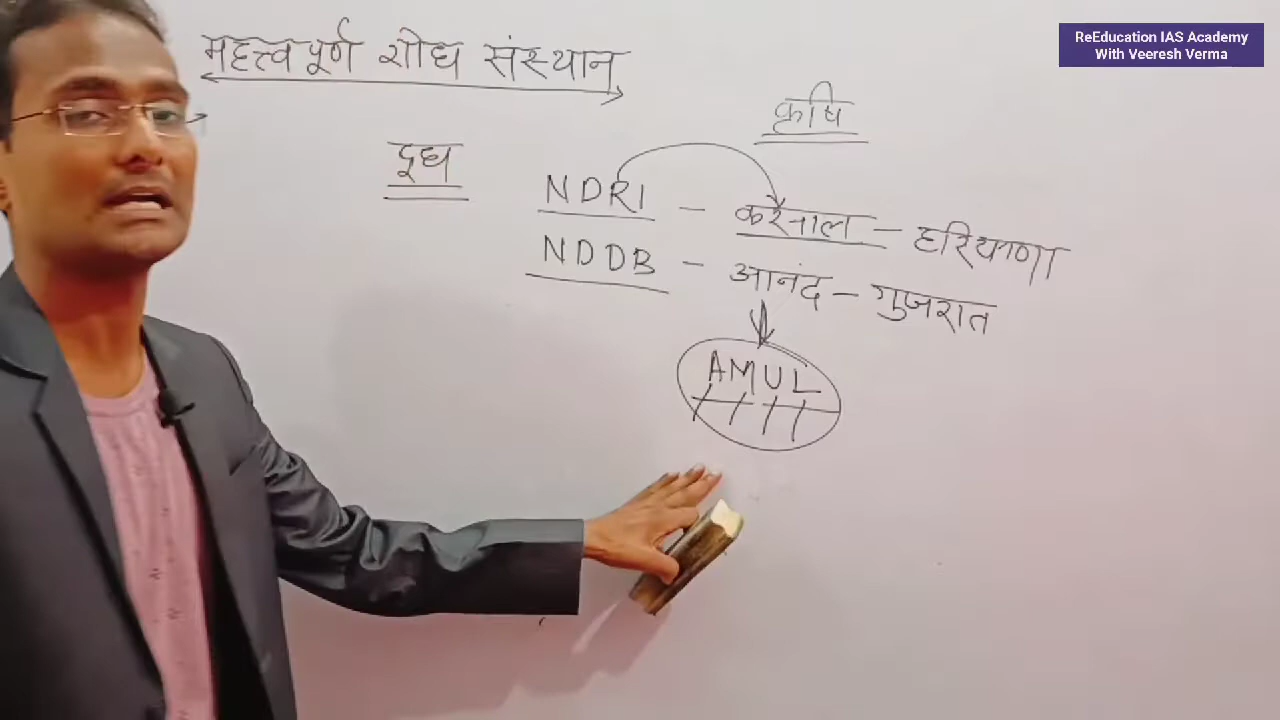 ReEducation IAS Academy
With Veeresh Verma
महत्त्वपूर्ण शोध संस्थान
कृषि
दूध
NDRI - करनाल - हरियाणा
NDDB - आनंद - गुजरात
AMUL